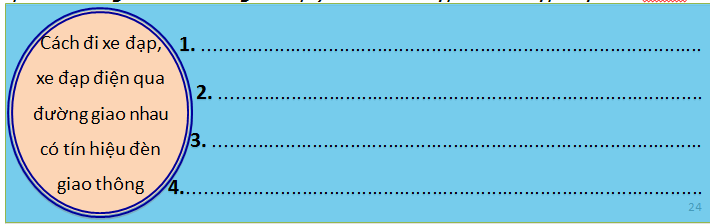 Cách đi xe đạp,
xe đạp điện qua
đường giao nhau
có tín hiệu đèn
giao thông
1. ........................................................................................
2. ........................................................................................
3. ........................................................................................
4. ........................................................................................
24